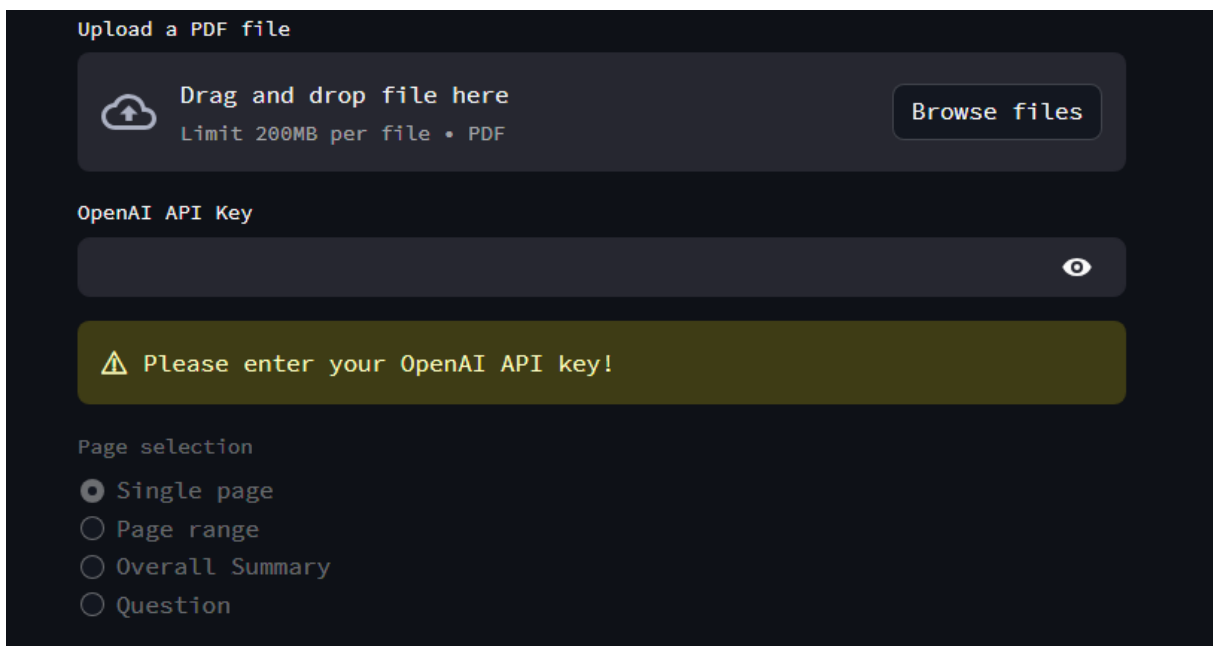 Upload a PDF file
Drag and drop file here
Limit 200MB per file • PDF
Browse files
OpenAI API Key
Please enter your OpenAI API key!
Page selection
Single page
Page range
Overall Summary
Question